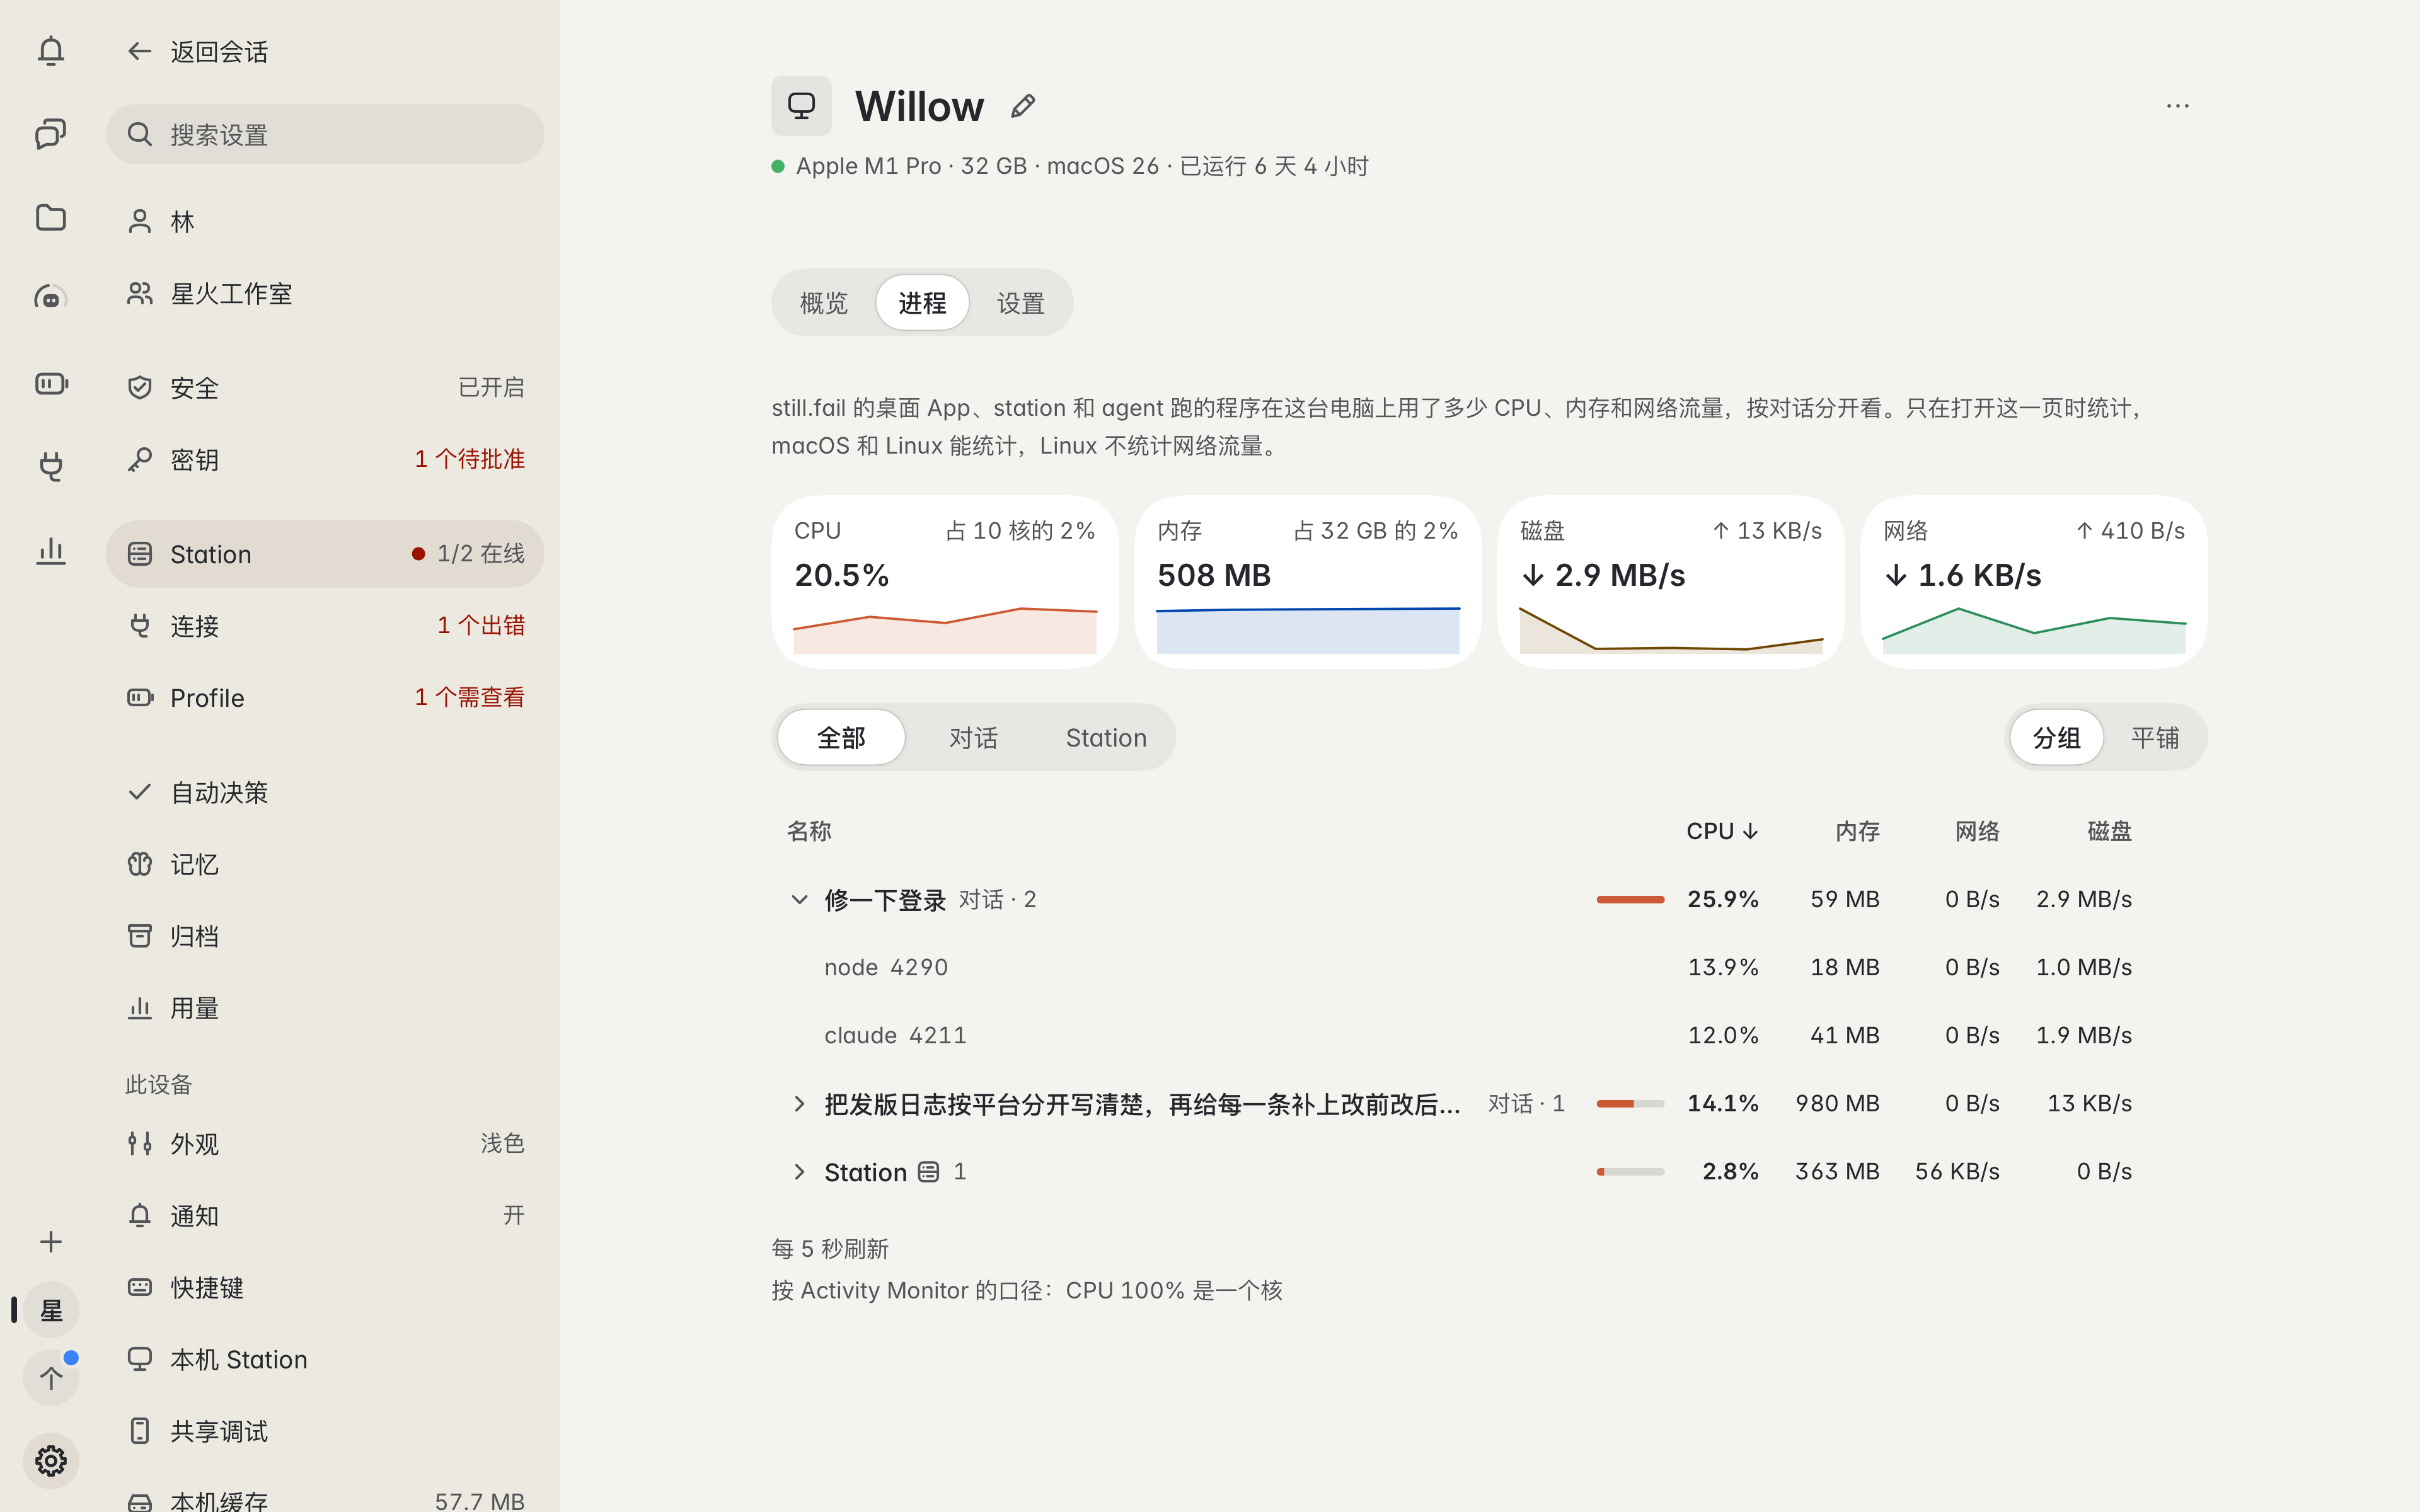 返回会话
搜索设置
林
星火工作室
安全 已开启
密钥 1 个待批准
Station 1/2 在线
连接 1 个出错
Profile 1 个需查看
自动决策
记忆
归档
用量
此设备
外观 浅色
通知 开
快捷键
本机 Station
共享调试
本机缓存 57.7 MB
星
个
Willow
Apple M1 Pro · 32 GB · macOS 26 · 已运行 6 天 4 小时
概览 进程 设置
still.fail 的桌面 App、station 和 agent 跑的程序在这台电脑上用了多少 CPU、内存和网络流量，按对话分开看。只在打开这一页时统计，
macOS 和 Linux 能统计，Linux 不统计网络流量。
CPU 占 10 核的 2%
20.5%
内存 占 32 GB 的 2%
508 MB
磁盘 ↑ 13 KB/s
↓ 2.9 MB/s
网络 ↑ 410 B/s
↓ 1.6 KB/s
全部 对话 Station
分组 平铺
名称 CPU ↓ 内存 网络 磁盘
修一下登录 对话 · 2 25.9% 59 MB 0 B/s 2.9 MB/s
node 4290 13.9% 18 MB 0 B/s 1.0 MB/s
claude 4211 12.0% 41 MB 0 B/s 1.9 MB/s
把发版日志按平台分开写清楚，再给每一条补上改前改后... 对话 · 1 14.1% 980 MB 0 B/s 13 KB/s
Station 1 2.8% 363 MB 56 KB/s 0 B/s
每 5 秒刷新
按 Activity Monitor 的口径：CPU 100% 是一个核